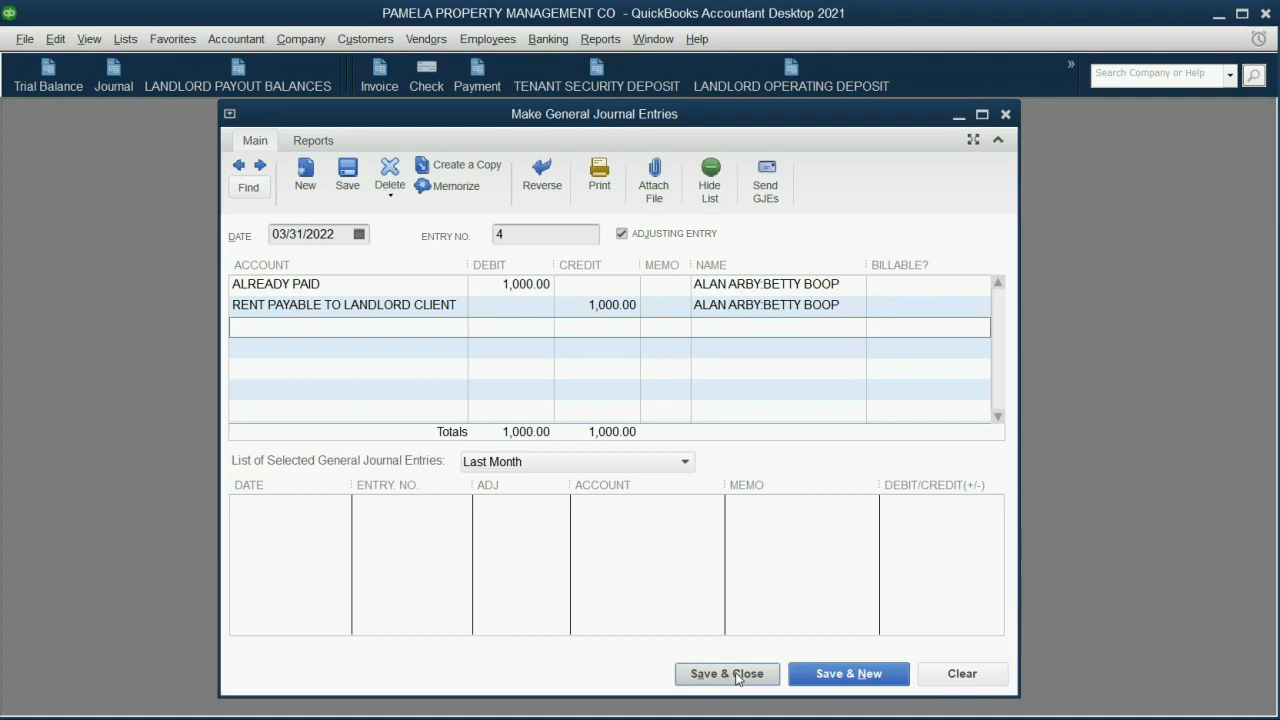 PAMELA PROPERTY MANAGEMENT CO - QuickBooks Accountant Desktop 2021
File Edit View Lists Favorites Accountant Company Customers Vendors Employees Banking Reports Window Help
Trial Balance Journal LANDLORD PAYOUT BALANCES Invoice Check Payment TENANT SECURITY DEPOSIT LANDLORD OPERATING DEPOSIT » Search Company or Help
Make General Journal Entries
Main Reports
Find New Save Delete Create a Copy Memorize Reverse Print Attach File Hide List Send GJEs
DATE 03/31/2022 ENTRY NO. 4 ADJUSTING ENTRY
ACCOUNT DEBIT CREDIT MEMO NAME BILLABLE?
ALREADY PAID 1,000.00 ALAN ARBY:BETTY BOOP
RENT PAYABLE TO LANDLORD CLIENT 1,000.00 ALAN ARBY:BETTY BOOP
Totals 1,000.00 1,000.00
List of Selected General Journal Entries: Last Month
DATE ENTRY. NO. ADJ ACCOUNT MEMO DEBIT/CREDIT(+/-)
Save & Close Save & New Clear